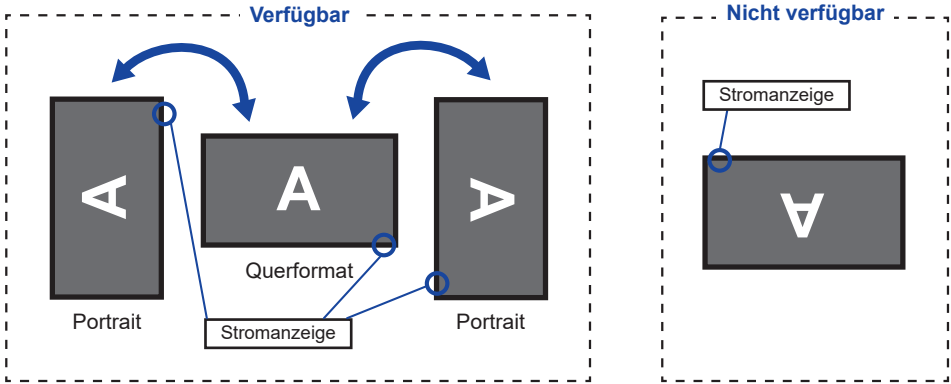 Verfügbar
Nicht verfügbar
Stromanzeige
A
A
A
A
Querformat
Portrait
Portrait
Stromanzeige